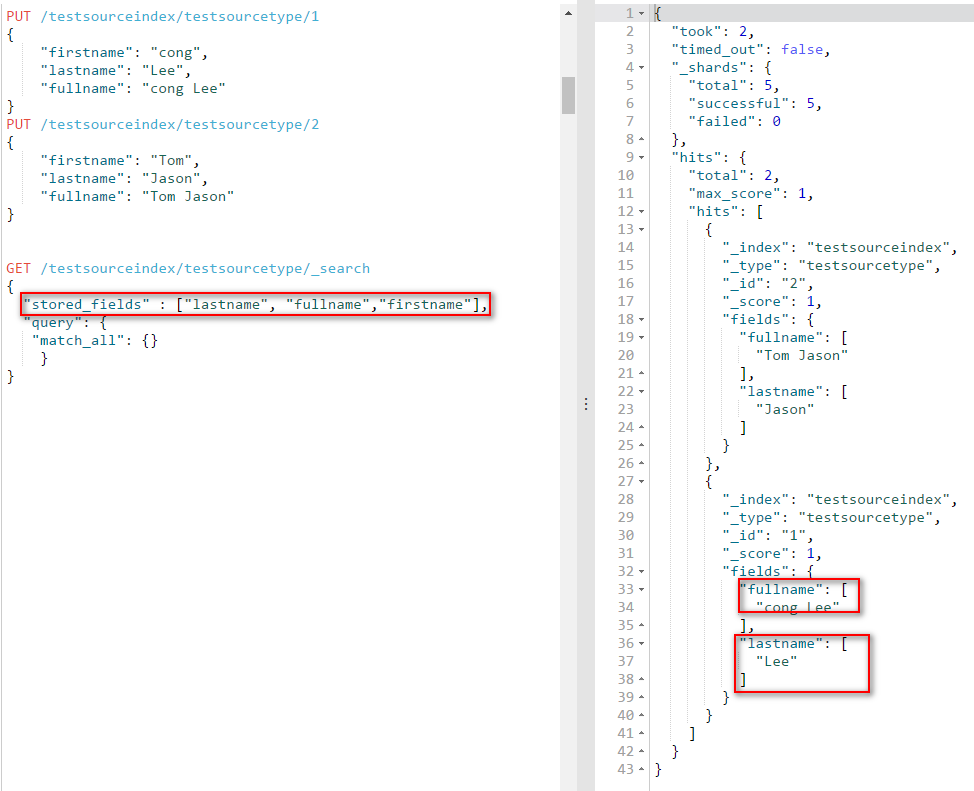 PUT /testsourceindex/testsourcetype/1
{
"firstname": "cong",
"lastname": "Lee",
"fullname": "cong Lee"
}
PUT /testsourceindex/testsourcetype/2
{
"firstname": "Tom",
"lastname": "Jason",
"fullname": "Tom Jason"
}
GET /testsourceindex/testsourcetype/_search
{
"stored_fields" : ["lastname", "fullname","firstname"],
"query": {
"match_all": {}
}
}
1 {
2 "took": 2,
3 "timed_out": false,
4 "_shards": {
5 "total": 5,
6 "successful": 5,
7 "failed": 0
8 },
9 "hits": {
10 "total": 2,
11 "max_score": 1,
12 "hits": [
13 {
14 "_index": "testsourceindex",
15 "_type": "testsourcetype",
16 "_id": "2",
17 "_score": 1,
18 "fields": {
19 "fullname": [
20 "Tom Jason"
21 ],
22 "lastname": [
23 "Jason"
24 ]
25 }
26 },
27 {
28 "_index": "testsourceindex",
29 "_type": "testsourcetype",
30 "_id": "1",
31 "_score": 1,
32 "fields": {
33 "fullname": [
34 "cong Lee"
35 ],
36 "lastname": [
37 "Lee"
38 ]
39 }
40 }
41 ]
42 }
43 }